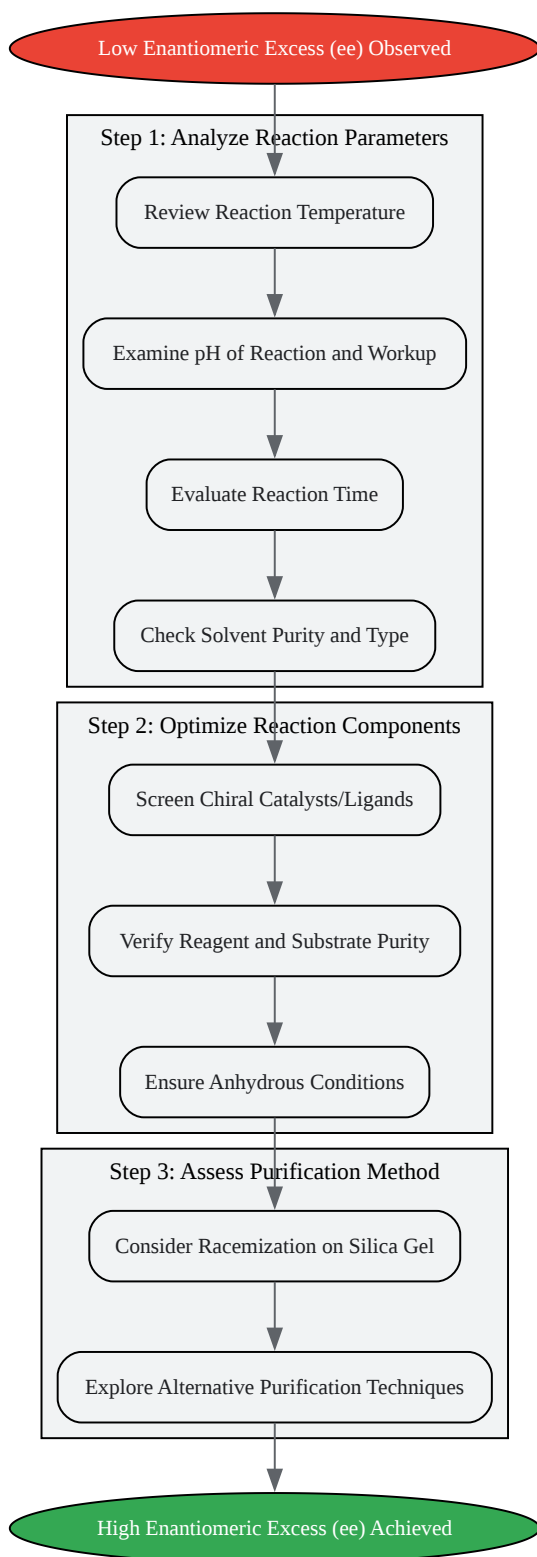 Low Enantiomeric Excess (ee) Observed
Step 1: Analyze Reaction Parameters
Review Reaction Temperature
Examine pH of Reaction and Workup
Evaluate Reaction Time
Check Solvent Purity and Type
Step 2: Optimize Reaction Components
Screen Chiral Catalysts/Ligands
Verify Reagent and Substrate Purity
Ensure Anhydrous Conditions
Step 3: Assess Purification Method
Consider Racemization on Silica Gel
Explore Alternative Purification Techniques
High Enantiomeric Excess (ee) Achieved